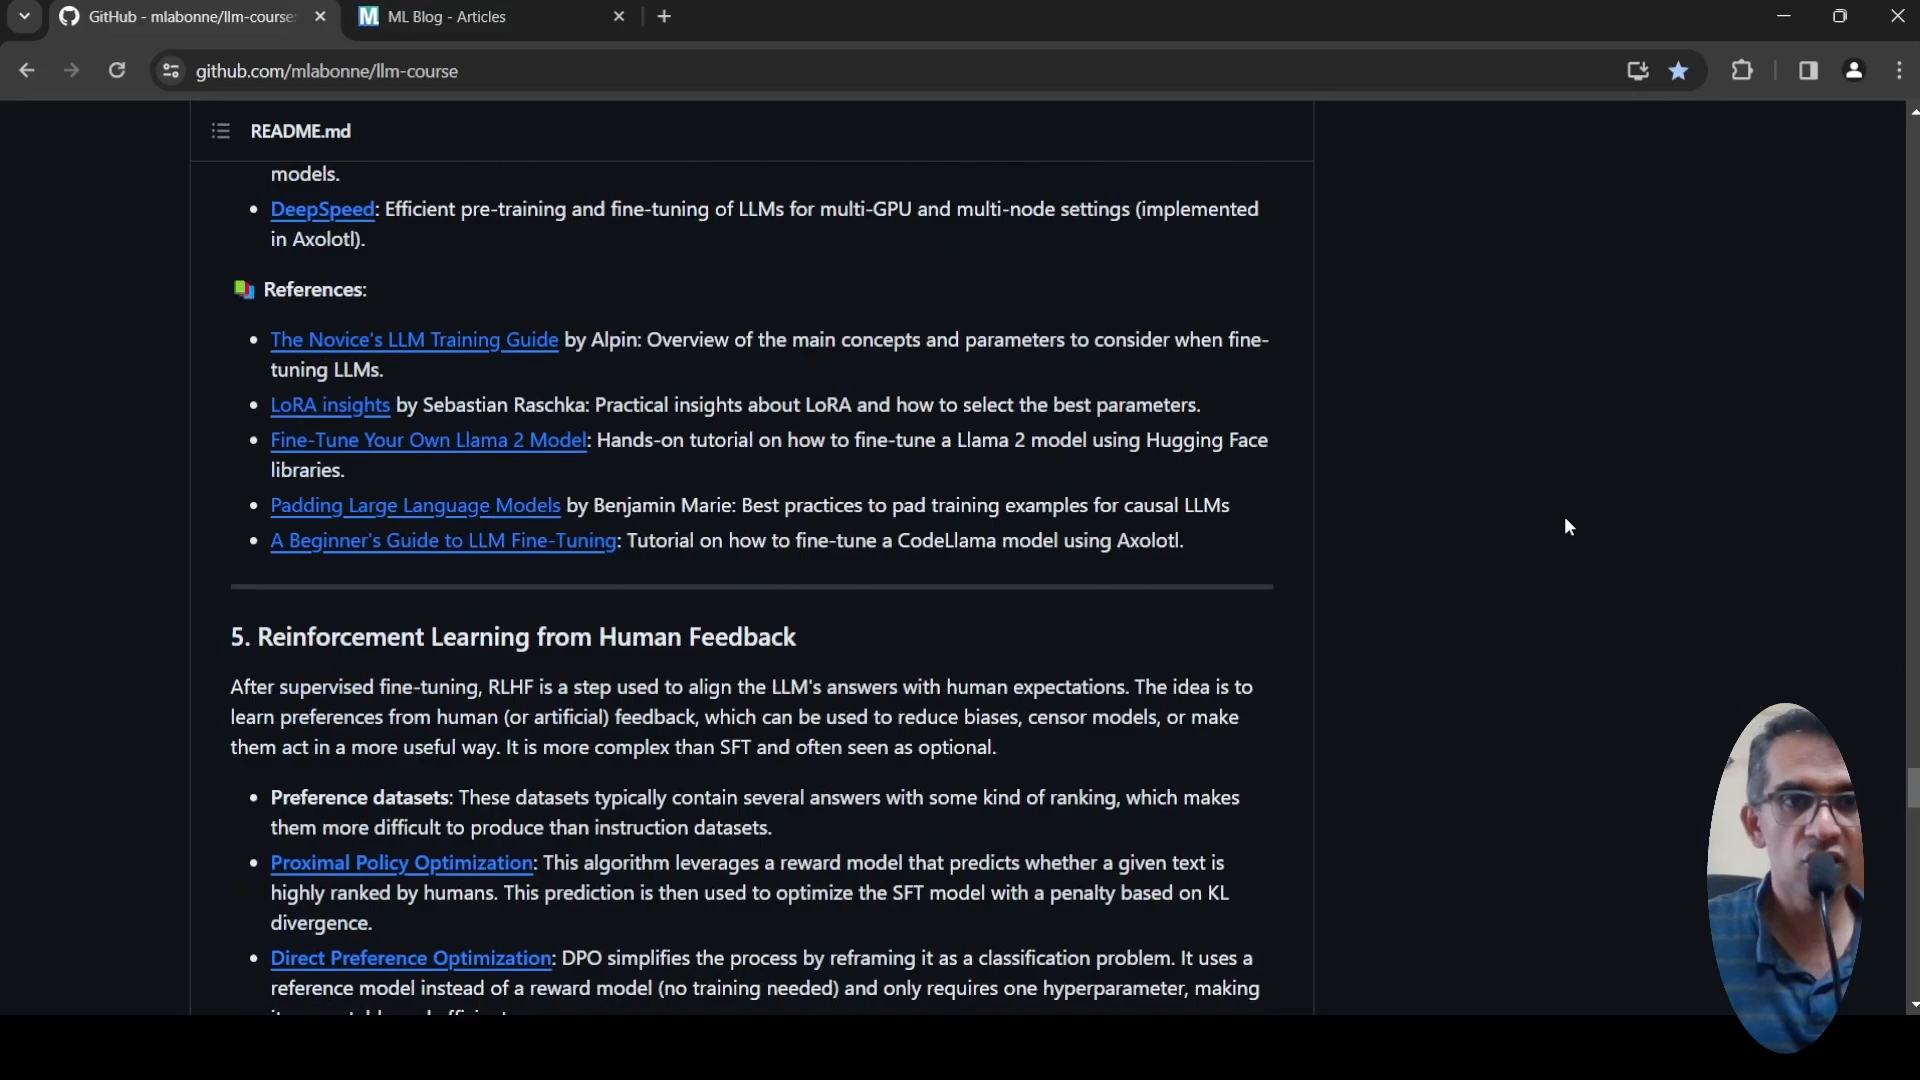 GitHub - mlabonne/llm-course:
ML Blog - Articles
github.com/mlabonne/llm-course
README.md
models.
DeepSpeed: Efficient pre-training and fine-tuning of LLMs for multi-GPU and multi-node settings (implemented
in Axolotl).
References:
The Novice's LLM Training Guide by Alpin: Overview of the main concepts and parameters to consider when fine-
tuning LLMs.
LoRA insights by Sebastian Raschka: Practical insights about LoRA and how to select the best parameters.
Fine-Tune Your Own Llama 2 Model: Hands-on tutorial on how to fine-tune a Llama 2 model using Hugging Face
libraries.
Padding Large Language Models by Benjamin Marie: Best practices to pad training examples for causal LLMs
A Beginner's Guide to LLM Fine-Tuning: Tutorial on how to fine-tune a CodeLlama model using Axolotl.
5. Reinforcement Learning from Human Feedback
After supervised fine-tuning, RLHF is a step used to align the LLM's answers with human expectations. The idea is to
learn preferences from human (or artificial) feedback, which can be used to reduce biases, censor models, or make
them act in a more useful way. It is more complex than SFT and often seen as optional.
Preference datasets: These datasets typically contain several answers with some kind of ranking, which makes
them more difficult to produce than instruction datasets.
Proximal Policy Optimization: This algorithm leverages a reward model that predicts whether a given text is
highly ranked by humans. This prediction is then used to optimize the SFT model with a penalty based on KL
divergence.
Direct Preference Optimization: DPO simplifies the process by reframing it as a classification problem. It uses a
reference model instead of a reward model (no training needed) and only requires one hyperparameter, making